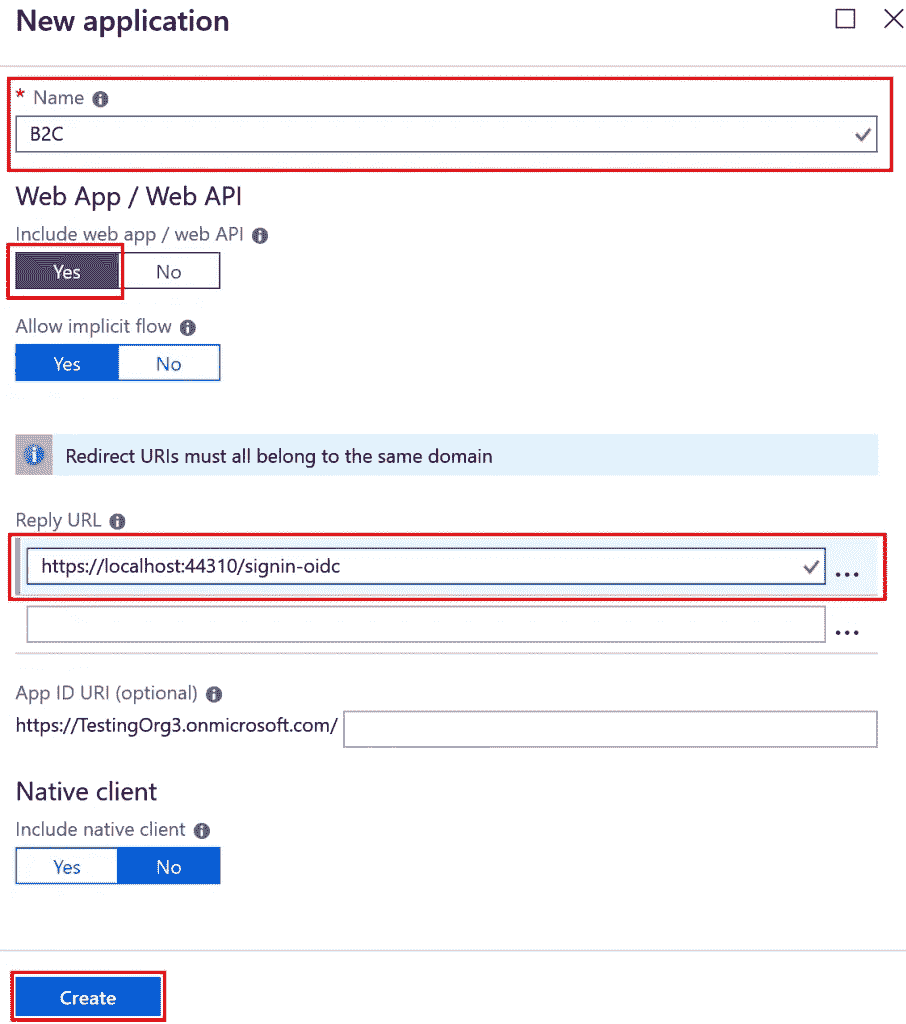 New application
* Name
B2C
Web App / Web API
Include web app / web API
Yes No
Allow implicit flow
Yes No
Redirect URIs must all belong to the same domain
Reply URL
https://localhost:44310/signin-oidc
App ID URI (optional)
https://TestingOrg3.onmicrosoft.com/
Native client
Include native client
Yes No
Create